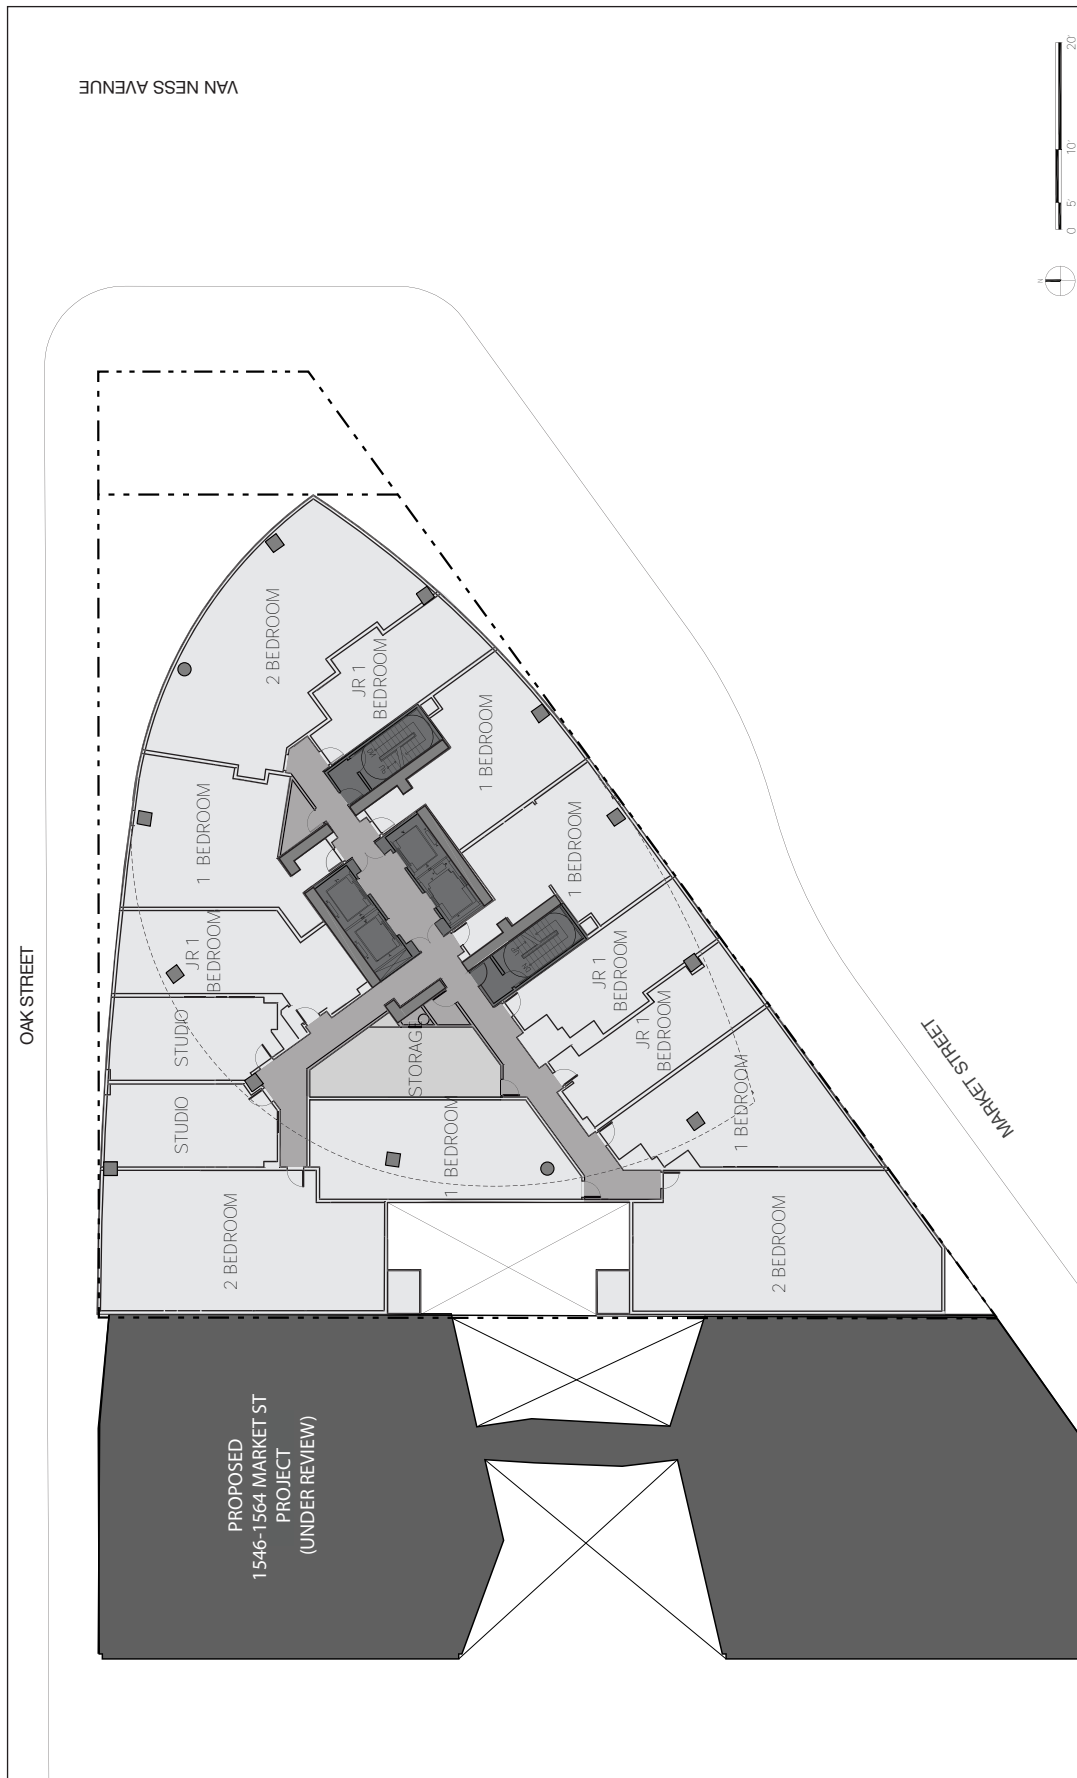 VAN NESS AVENUE
20'
10'
5'
0
N
OAK STREET
MARKET STREET
2 BEDROOM
JR 1
BEDROOM
1 BEDROOM
1 BEDROOM
1 BEDROOM
JR 1
BEDROOM
JR 1
BEDROOM
JR 1
BEDROOM
STUDIO
STORAGE
STUDIO
1 BEDROOM
1 BEDROOM
2 BEDROOM
2 BEDROOM
PROPOSED
1546-1564 MARKET ST
PROJECT
(UNDER REVIEW)